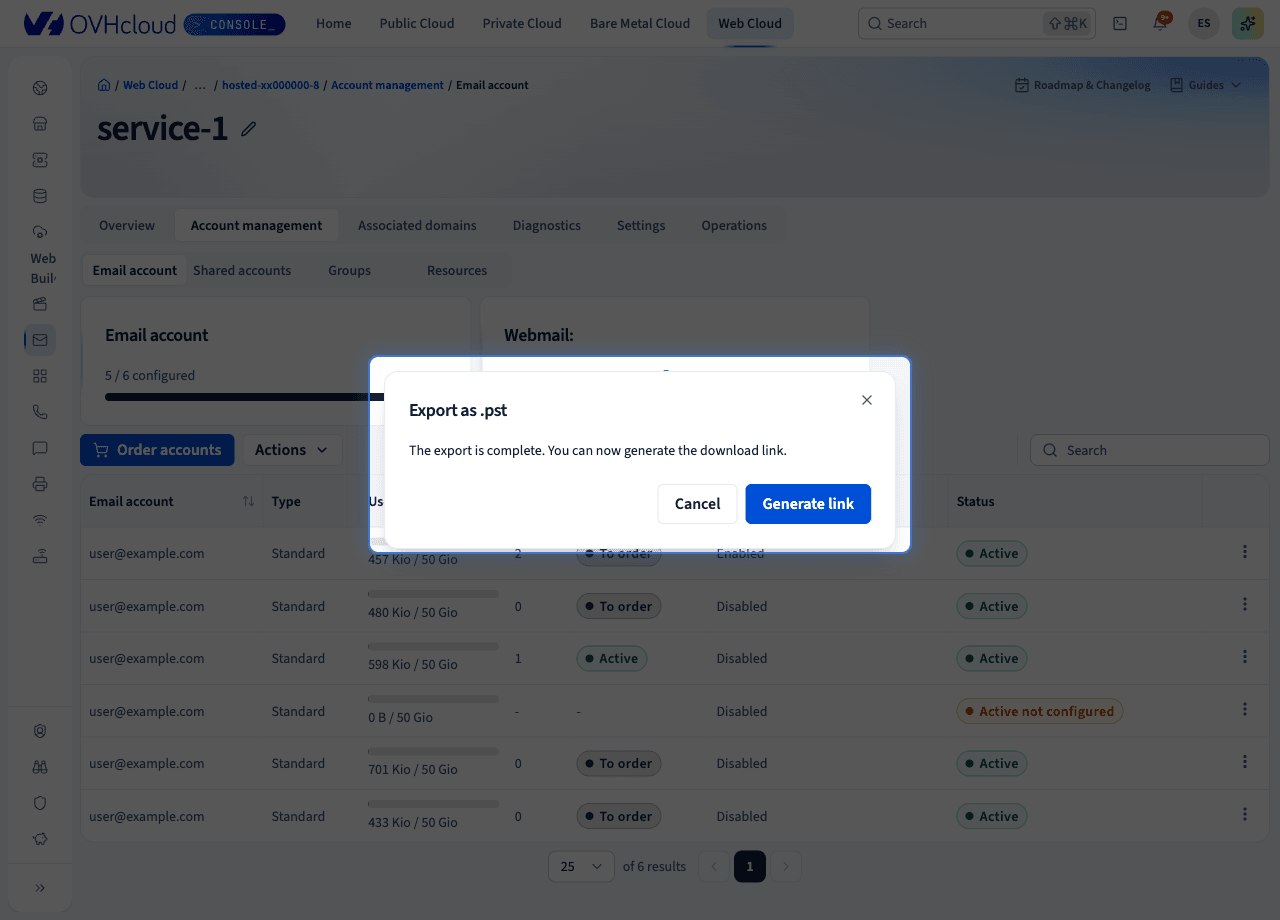 OVHcloud CONSOLE_ Home Public Cloud Private Cloud Bare Metal Cloud Web Cloud Search ⇧⌘K 9+ ES
/ Web Cloud / ... / hosted-xx000000-8 / Account management / Email account Roadmap & Changelog Guides
service-1
Overview Account management Associated domains Diagnostics Settings Operations
Web
Email account Shared accounts Groups Resources
Email account Webmail:
5 / 6 configured
Export as .pst
The export is complete. You can now generate the download link.
Order accounts Actions Search
Cancel Generate link
Email account Type Status
user@example.com Standard 457 Kio / 50 Gio 2 To order Enabled Active
user@example.com Standard 480 Kio / 50 Gio 0 To order Disabled Active
user@example.com Standard 598 Kio / 50 Gio 1 Active Disabled Active
user@example.com Standard 0 B / 50 Gio - - Disabled Active not configured
user@example.com Standard 701 Kio / 50 Gio 0 To order Disabled Active
user@example.com Standard 433 Kio / 50 Gio 0 To order Disabled Active
25 of 6 results 1